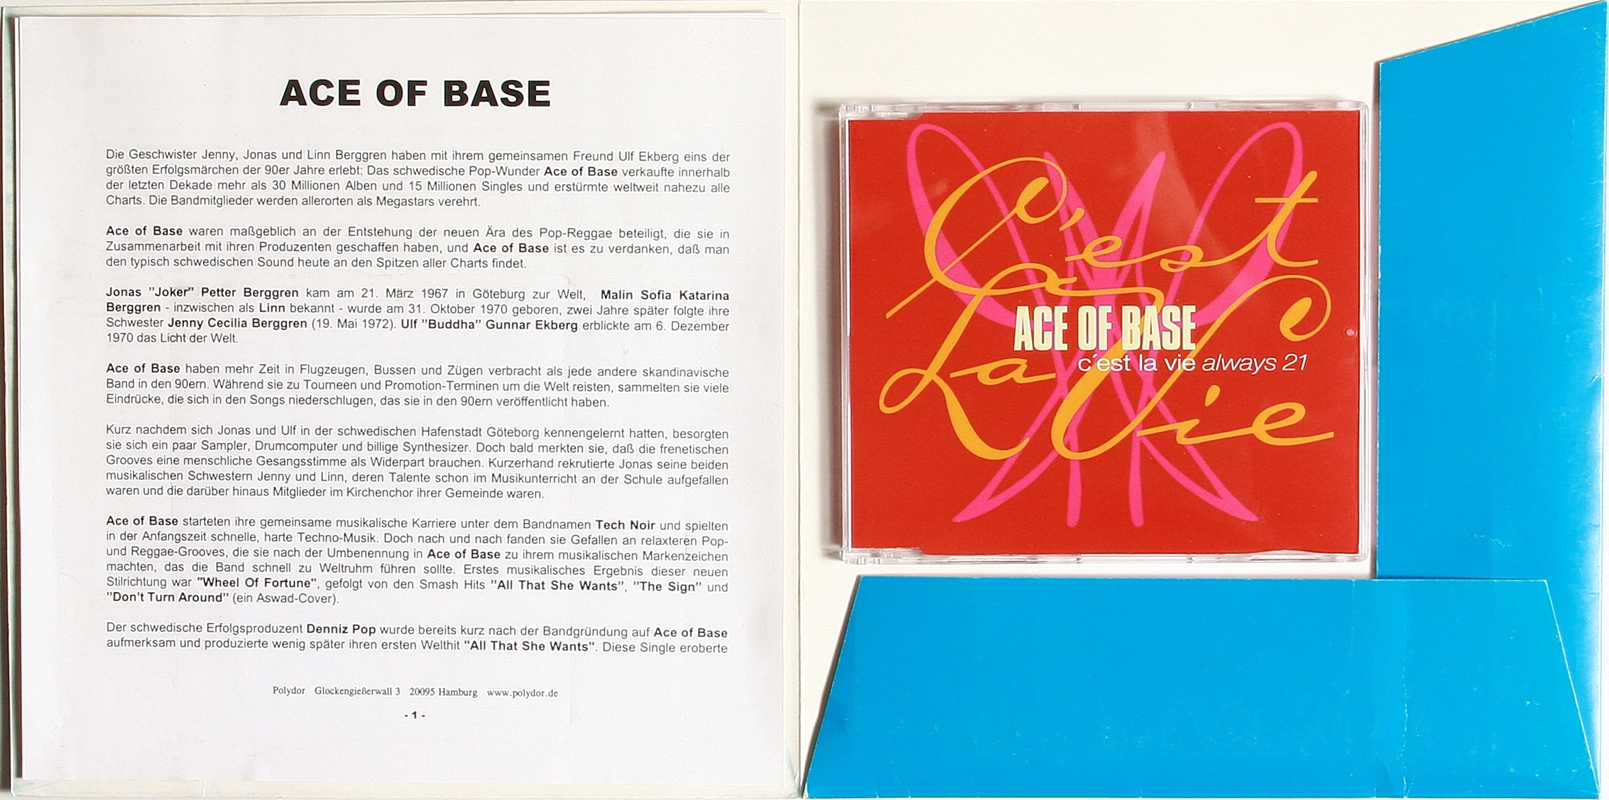 ACE OF BASE
Die Geschwister Jenny, Jonas und Linn Berggren haben mit ihrem gemeinsamen Freund Ulf Ekberg eins der
größten Erfolgsmärchen der 90er Jahre erlebt: Das schwedische Pop-Wunder Ace of Base verkaufte innerhalb
der letzten Dekade mehr als 30 Millionen Alben und 15 Millionen Singles und erstürmte weltweit nahezu alle
Charts. Die Bandmitglieder werden allerorten als Megastars verehrt.
Ace of Base waren maßgeblich an der Entstehung der neuen Ära des Pop-Reggae beteiligt, die sie in
Zusammenarbeit mit ihren Produzenten geschaffen haben, und Ace of Base ist es zu verdanken, daß man
den typisch schwedischen Sound heute an den Spitzen aller Charts findet.
Jonas "Joker" Petter Berggren kam am 21. März 1967 in Göteburg zur Welt, Malin Sofia Katarina
Berggren - inzwischen als Linn bekannt - wurde am 31. Oktober 1970 geboren, zwei Jahre später folgte ihre
Schwester Jenny Cecilia Berggren (19. Mai 1972). Ulf "Buddha" Gunnar Ekberg erblickte am 6. Dezember
1970 das Licht der Welt.
Ace of Base haben mehr Zeit in Flugzeugen, Bussen und Zügen verbracht als jede andere skandinavische
Band in den 90ern. Während sie zu Tourneen und Promotion-Terminen um die Welt reisten, sammelten sie viele
Eindrücke, die sich in den Songs niederschlugen, das sie in den 90ern veröffentlicht haben.
Kurz nachdem sich Jonas und Ulf in der schwedischen Hafenstadt Göteborg kennengelernt hatten, besorgten
sie sich ein paar Sampler, Drumcomputer und billige Synthesizer. Doch bald merkten sie, daß die frenetischen
Grooves eine menschliche Gesangsstimme als Widerpart brauchen. Kurzerhand rekrutierte Jonas seine beiden
musikalischen Schwestern Jenny und Linn, deren Talente schon im Musikunterricht an der Schule aufgefallen
waren und die darüber hinaus Mitglieder im Kirchenchor ihrer Gemeinde waren.
Ace of Base starteten ihre gemeinsame musikalische Karriere unter dem Bandnamen Tech Noir und spielten
in der Anfangszeit schnelle, harte Techno-Musik. Doch nach und nach fanden sie Gefallen an relaxteren Pop-
und Reggae-Grooves, die sie nach der Umbenennung in Ace of Base zu ihrem musikalischen Markenzeichen
machten, das die Band schnell zu Weltruhm führen sollte. Erstes musikalisches Ergebnis dieser neuen
Stilrichtung war "Wheel Of Fortune", gefolgt von den Smash Hits "All That She Wants", "The Sign" und
"Don't Turn Around" (ein Aswad-Cover).
Der schwedische Erfolgsproduzent Denniz Pop wurde bereits kurz nach der Bandgründung auf Ace of Base
aufmerksam und produzierte wenig später ihren ersten Welthit "All That She Wants". Diese Single eroberte
Polydor Glockengießerwall 3 20095 Hamburg www.polydor.de
- 1 -
C'est
La Vie
ACE OF BASE
c'est la vie always 21